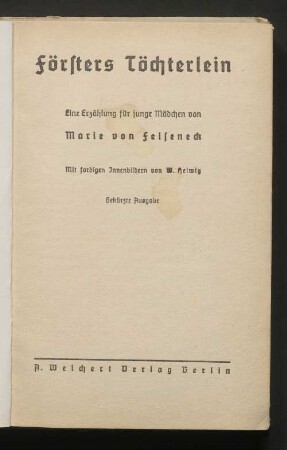 Försters Töchterlein
Eine Erzählung für junge Mädchen von
Marie von Felseneck
Mit farbigen Innenbildern von W. Helwig
Gekürzte Ausgabe
A. Weichert Verlag Berlin